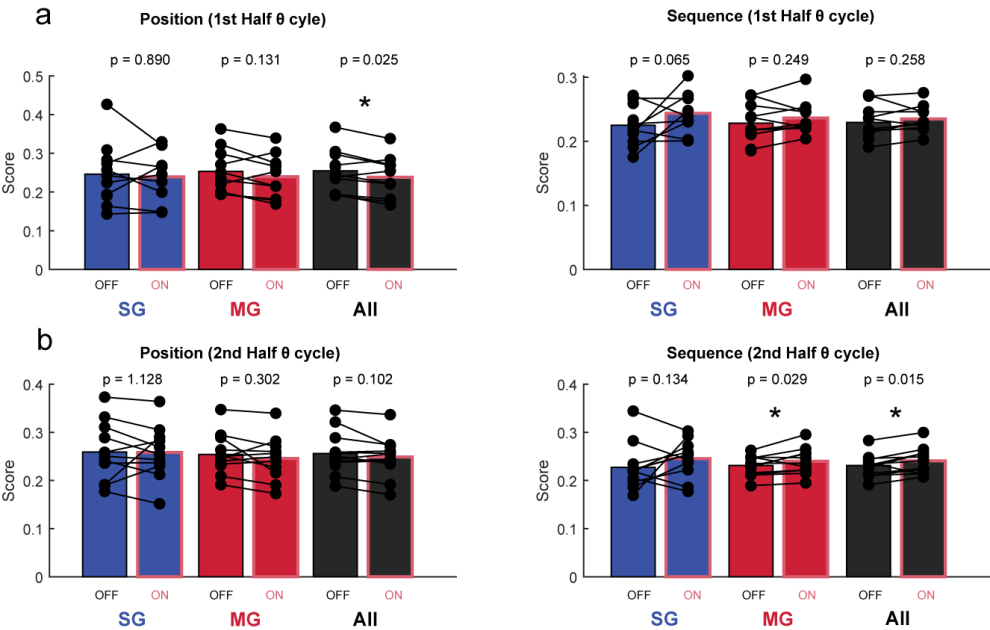 a
Position (1st Half θ cyle)
p = 0.890 p = 0.131 p = 0.025
*
0.5
0.4
0.3
0.2
0.1
0
Score
OFF ON OFF ON OFF ON
SG MG All
Sequence (1st Half θ cycle)
p = 0.065 p = 0.249 p = 0.258
0.3
0.2
0.1
0
Score
OFF ON OFF ON OFF ON
SG MG All
b
Position (2nd Half θ cycle)
p = 1.128 p = 0.302 p = 0.102
0.4
0.3
0.2
0.1
0
Score
OFF ON OFF ON OFF ON
SG MG All
Sequence (2nd Half θ cycle)
p = 0.134 p = 0.029 p = 0.015
* *
0.4
0.3
0.2
0.1
0
Score
OFF ON OFF ON OFF ON
SG MG All